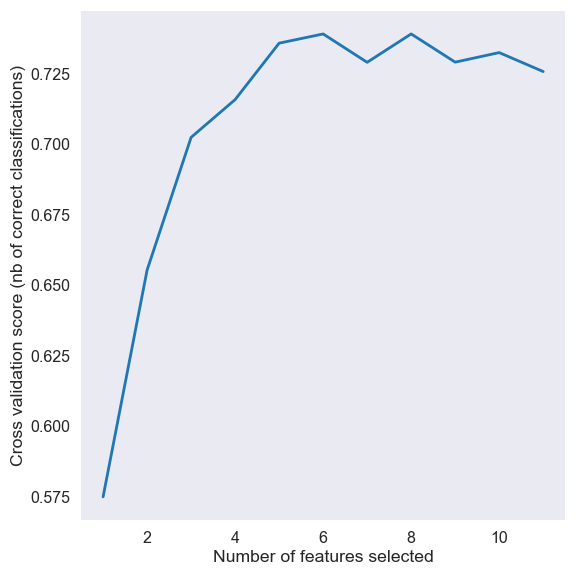 Cross validation score (nb of correct classifications)
0.725
0.700
0.675
0.650
0.625
0.600
0.575
2 4 6 8 10
Number of features selected